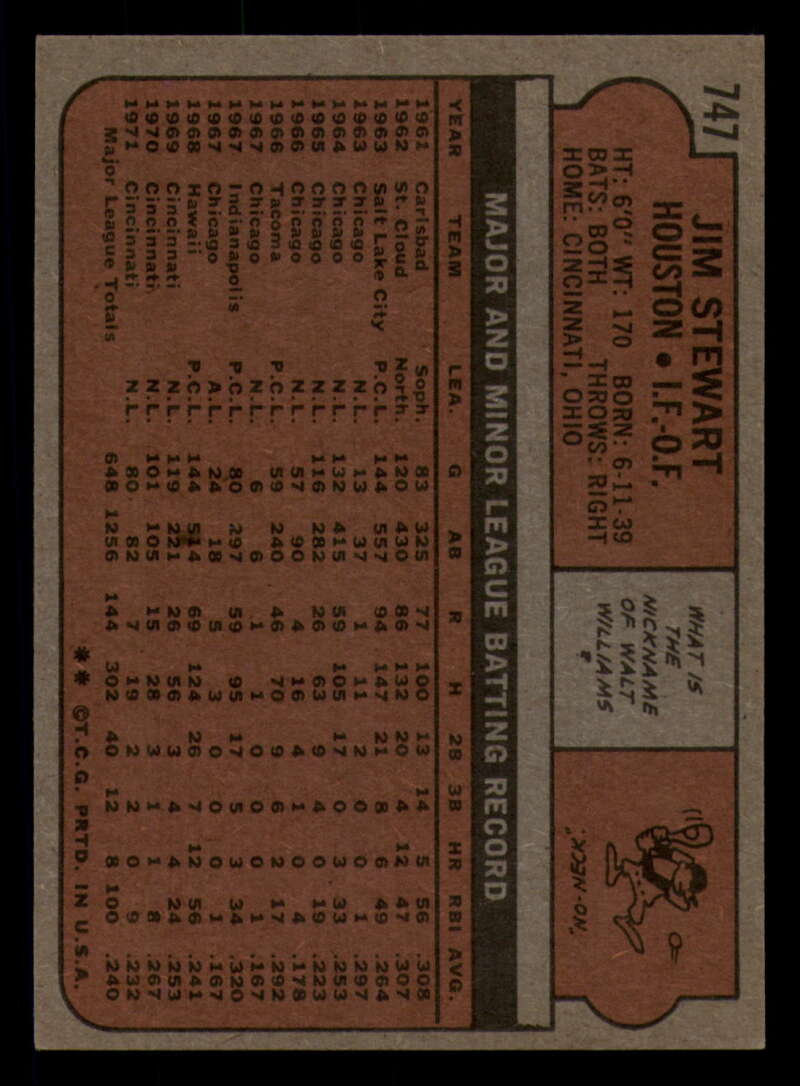 747
JIM STEWART
HOUSTON • I.F.-O.F.
HT: 6'0" WT: 170 BORN: 6-11-39
BATS: BOTH THROWS: RIGHT
HOME: CINCINNATI, OHIO
WHAT IS
THE
NICKNAME
OF WALT
WILLIAMS
?
"NO-NECK."
MAJOR AND MINOR LEAGUE BATTING RECORD
YEAR TEAM LEA. G AB R H 2B 3B HR RBI AVG.
1961 Carlsbad Soph. 83 325 77 100 13 14 5 56 .308
1962 St. Cloud North. 120 430 86 132 20 4 12 47 .307
1963 Salt Lake City P.C.L. 144 557 94 147 21 8 6 49 .264
1963 Chicago N.L. 13 37 1 11 2 0 0 1 .297
1964 Chicago N.L. 132 415 59 105 17 0 3 33 .253
1965 Chicago N.L. 116 282 26 63 9 4 0 19 .223
1966 Chicago N.L. 57 90 4 16 4 1 0 4 .178
1966 Tacoma P.C.L. 59 240 46 70 9 6 2 17 .292
1967 Chicago N.L. 6 6 1 1 0 0 0 1 .167
1967 Indianapolis P.C.L. 80 297 59 95 17 5 3 34 .320
1967 Chicago A.L. 24 18 5 3 0 0 0 1 .167
1968 Hawaii P.C.L. 144 514 69 124 26 7 12 56 .241
1969 Cincinnati N.L. 119 221 26 56 3 4 4 24 .253
1970 Cincinnati N.L. 101 105 15 28 3 1 1 8 .267
1971 Cincinnati N.L. 80 82 7 19 2 2 0 9 .232
Major League Totals 648 1256 144 302 40 12 8 100 .240
** ©T.C.G. PRTD. IN U.S.A.